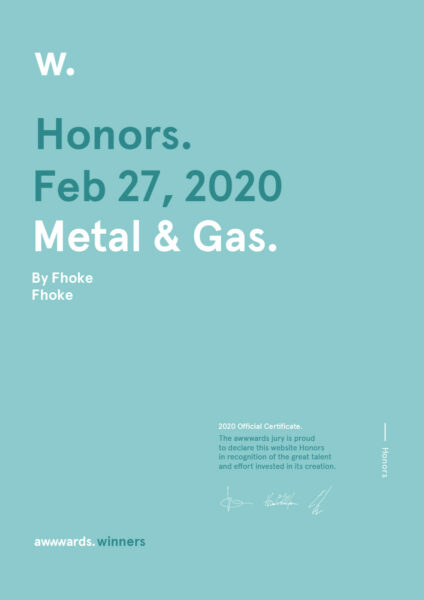 w.
Honors.
Feb 27, 2020
Metal & Gas.
By Fhoke
Fhoke
2020 Official Certificate.
The awwwards jury is proud
to declare this website Honors
in recognition of the great talent
and effort invested in its creation.
Honors
awwwards.winners